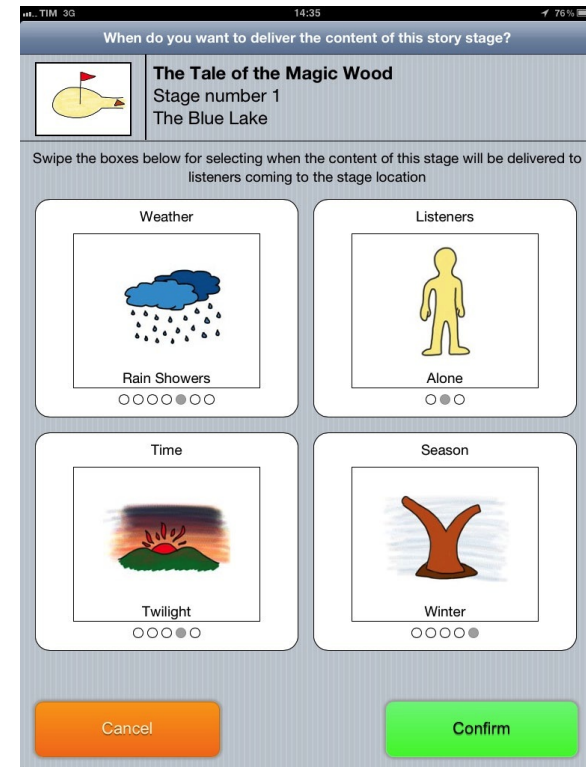 TIM 3G 14:35 76%
When do you want to deliver the content of this story stage?
The Tale of the Magic Wood
Stage number 1
The Blue Lake
Swipe the boxes below for selecting when the content of this stage will be delivered to
listeners coming to the stage location
Weather
Rain Showers
Listeners
Alone
Time
Twilight
Season
Winter
Cancel
Confirm